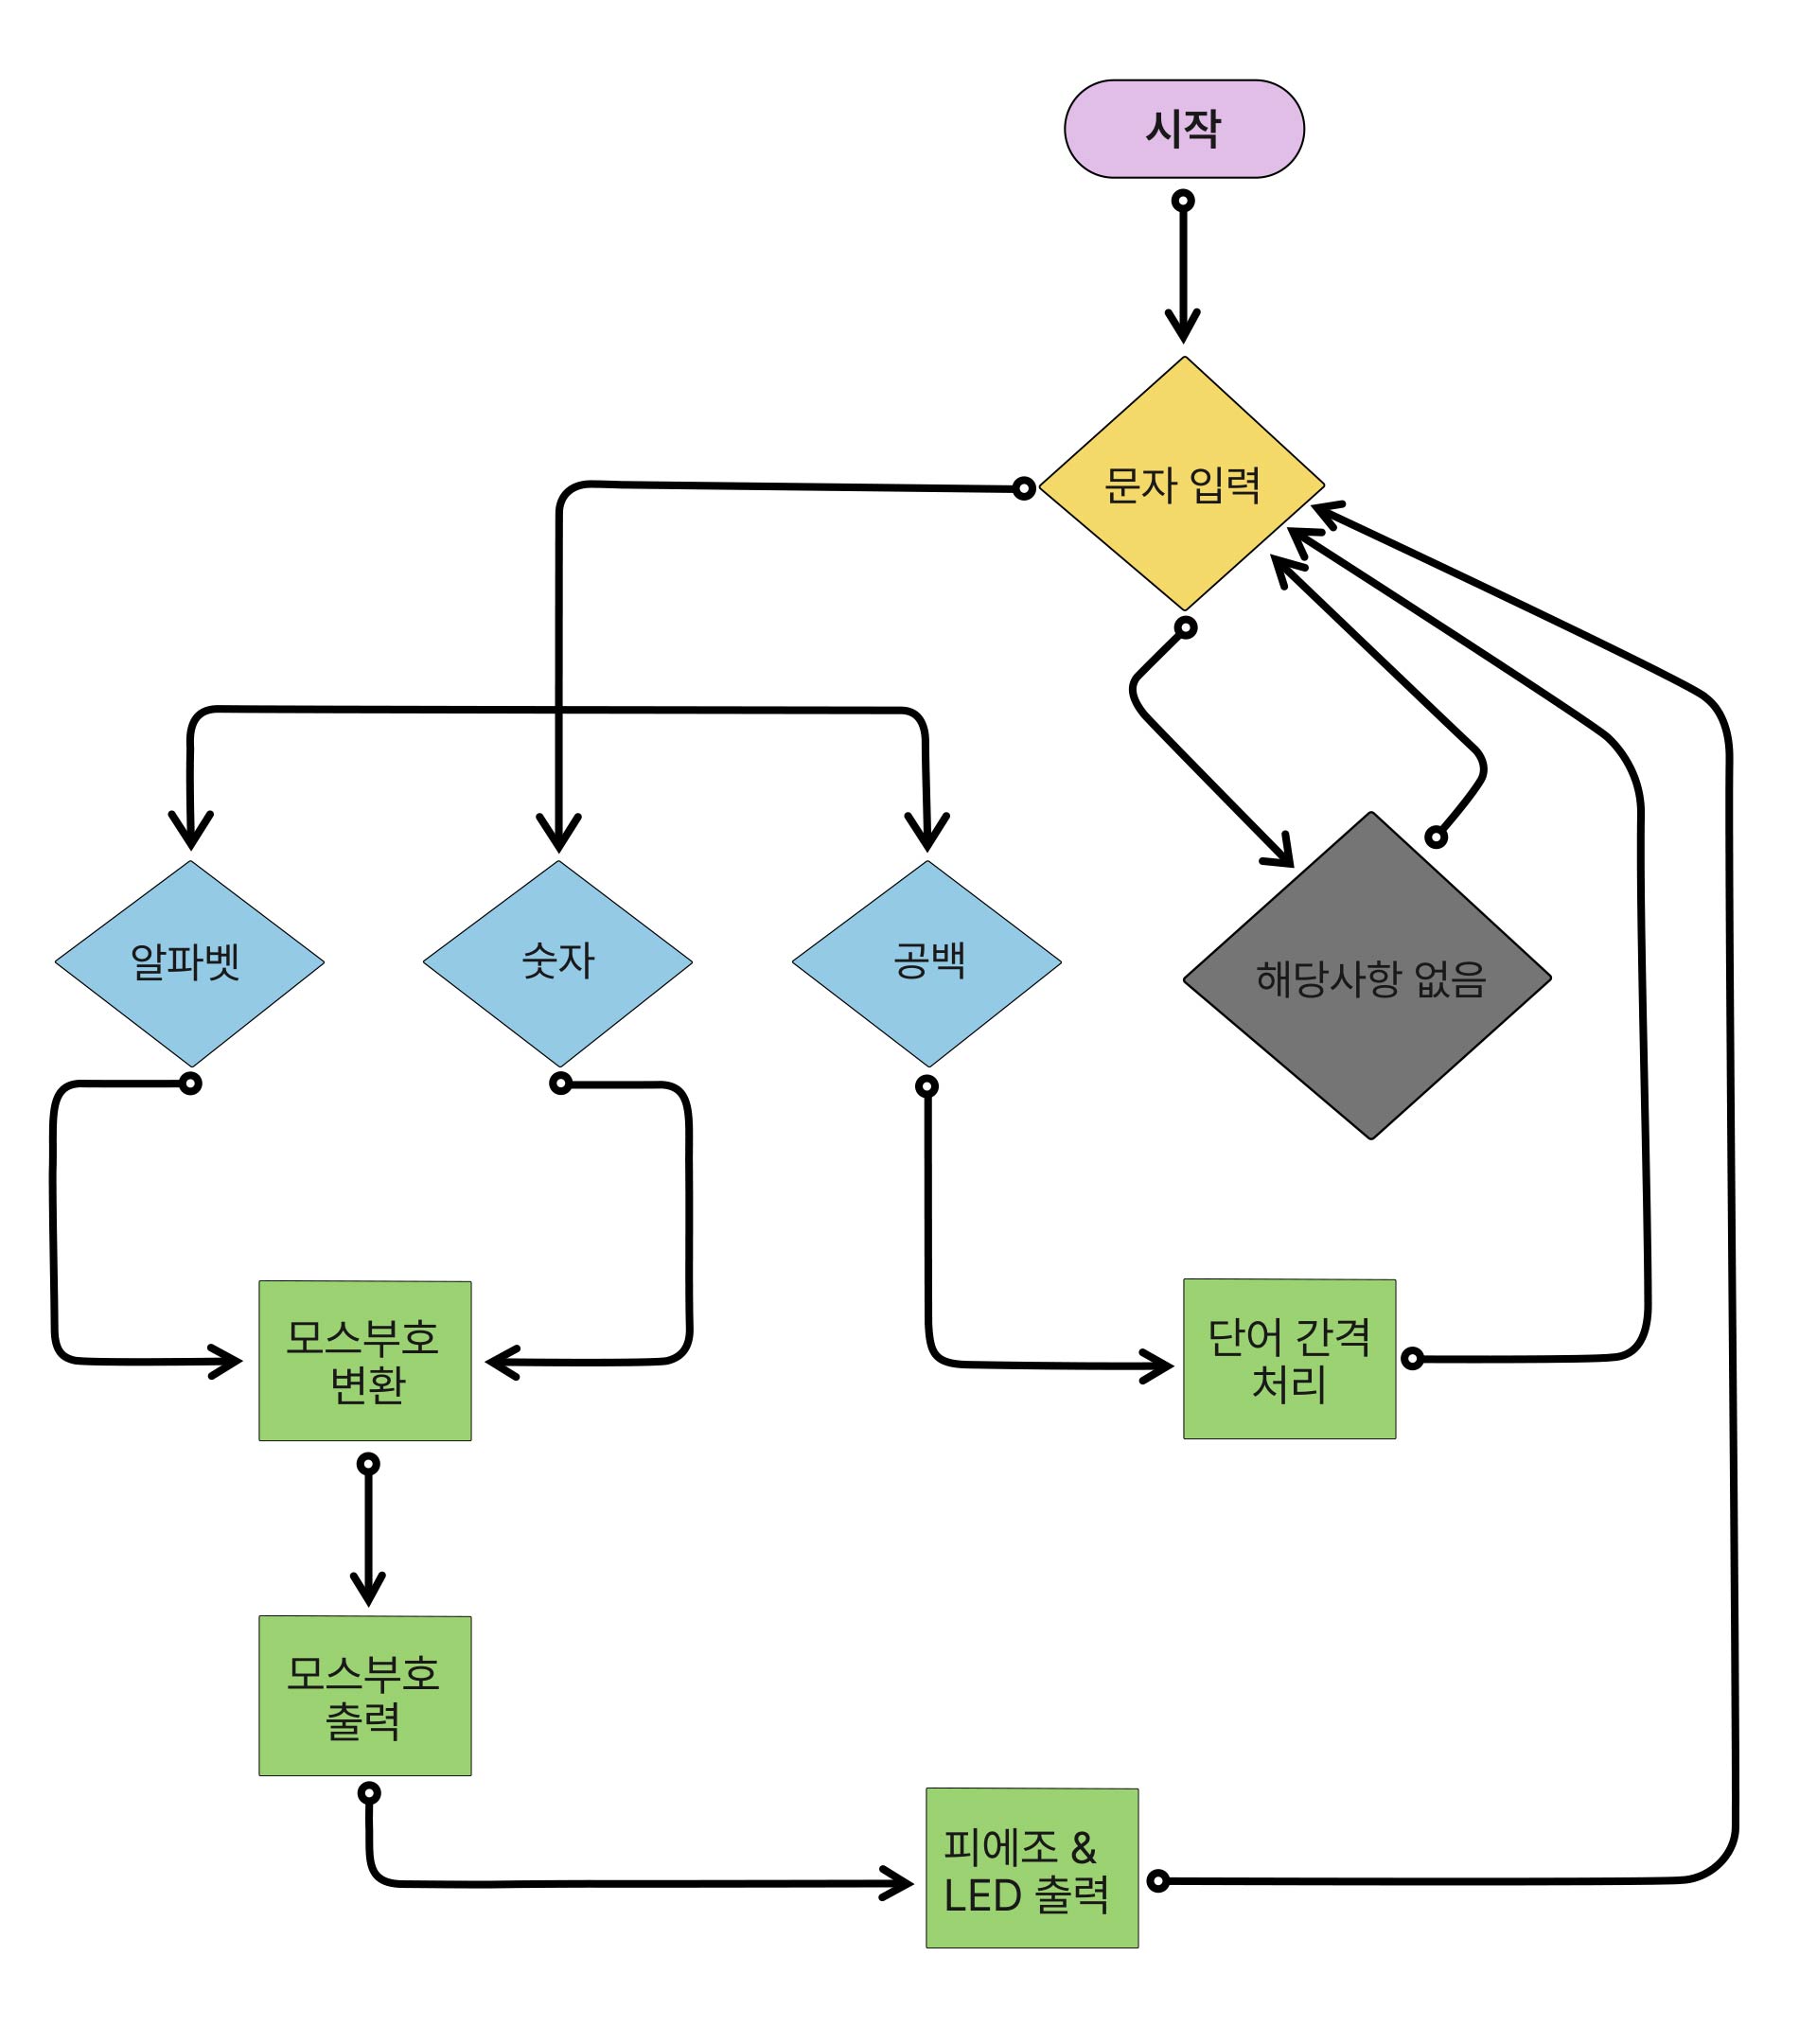 시작
문자 입력
알파벳
숫자
공백
해당사항 없음
모스부호
변환
단어 간격
처리
모스부호
출력
피에조 &
LED 출력